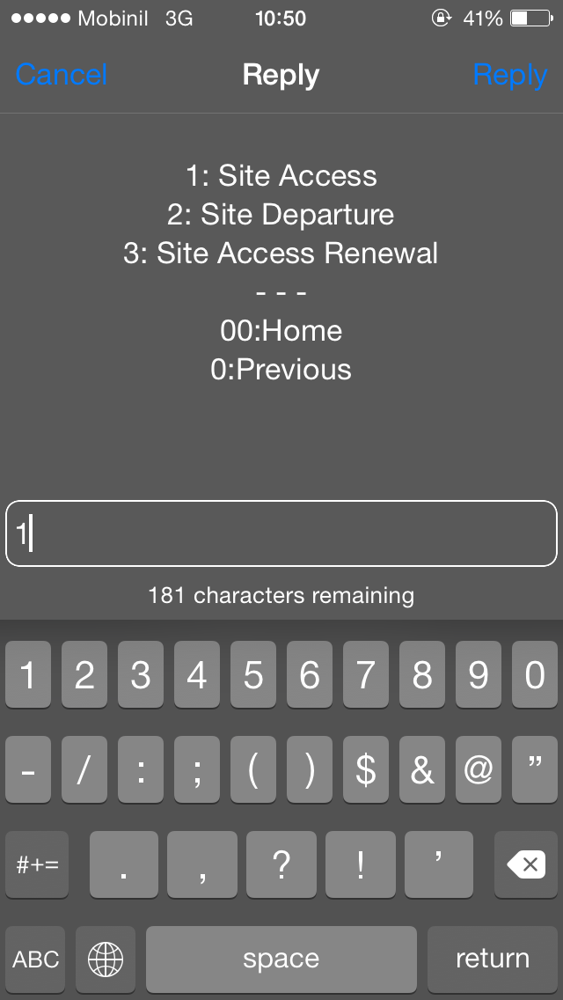 Mobinil 3G 10:50 41%
Cancel Reply Reply
1: Site Access
2: Site Departure
3: Site Access Renewal
- - -
00:Home
0:Previous
1
181 characters remaining
1 2 3 4 5 6 7 8 9 0
- / : ; ( ) $ & @ ”
#+= . , ? ! ’
ABC space return